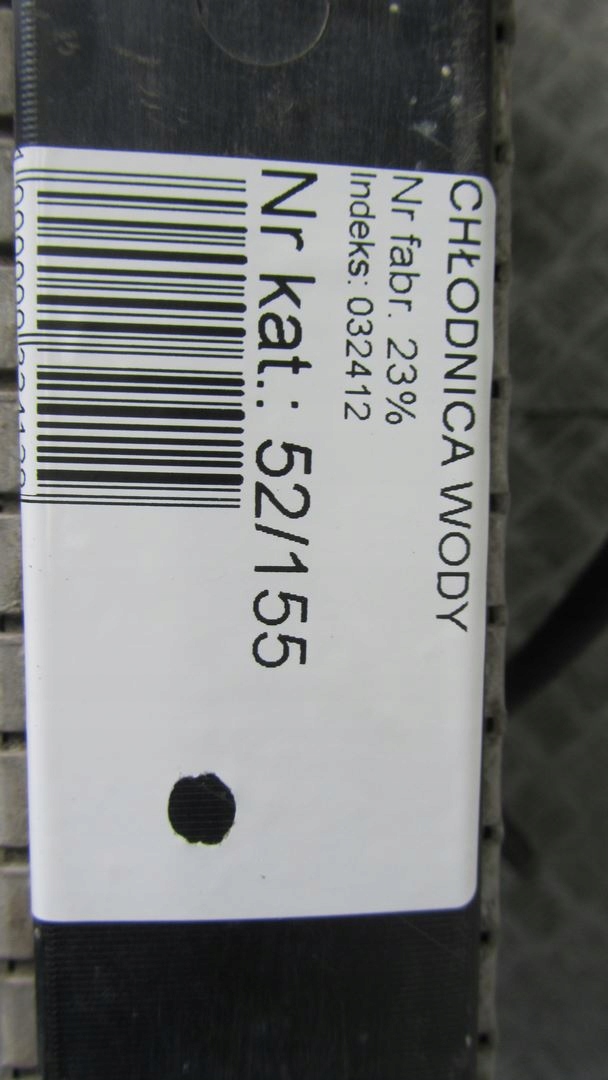 CHŁODNICA WODY
Nr fabr. 23%
Indeks: 032412
Nr kat.: 52/155